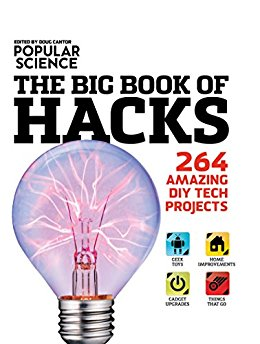 EDITED BY DOUG CANTOR
POPULAR
SCIENCE
THE BIG BOOK OF
HACKS
264
AMAZING
DIY TECH
PROJECTS
GEEK
TOYS
HOME
IMPROVEMENTS
GADGET
UPGRADES
THINGS
THAT GO